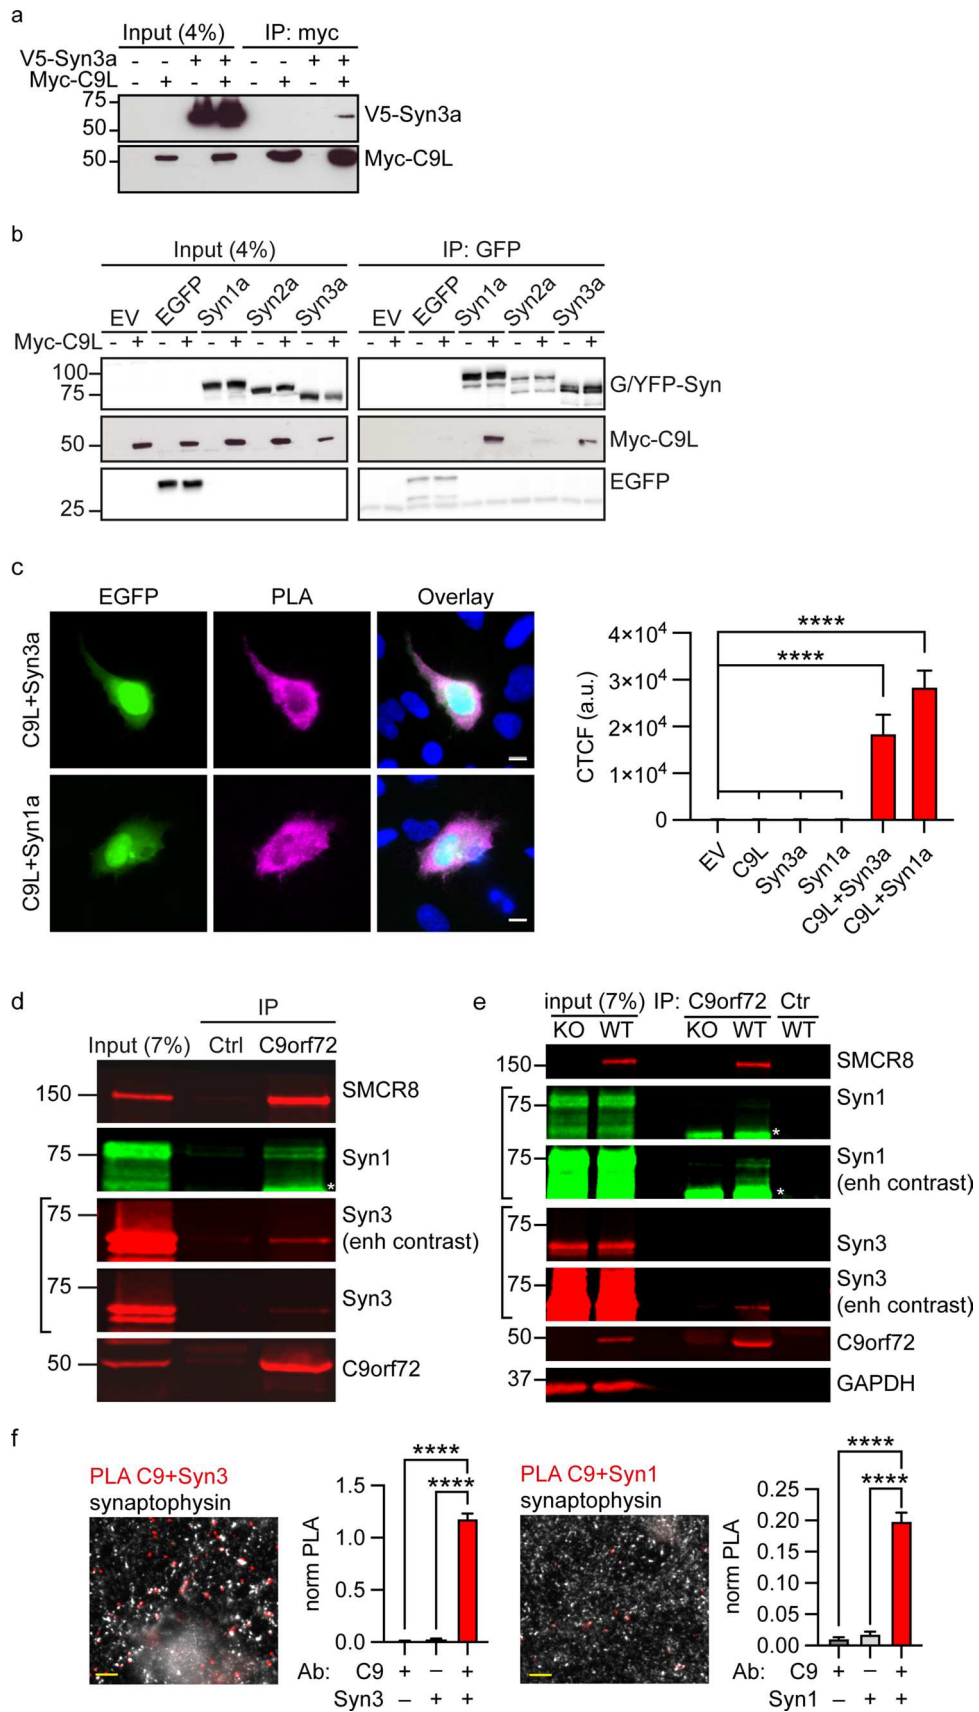 a
Input (4%) IP: myc
V5-Syn3a - - + + - - + +
Myc-C9L - + - + - + - +
75
50
V5-Syn3a
50
Myc-C9L
b
Input (4%) IP: GFP
EV EGFP Syn1a Syn2a Syn3a EV EGFP Syn1a Syn2a Syn3a
Myc-C9L - + - + - + - + - + - + - + - + - + - +
100
75
G/YFP-Syn
50
Myc-C9L
25
EGFP
c
EGFP PLA Overlay
C9L+Syn3a
C9L+Syn1a
CTCF (a.u.)
4×10⁴
3×10⁴
2×10⁴
1×10⁴
0
****
****
EV C9L Syn3a Syn1a C9L+Syn3a C9L+Syn1a
d
IP
Input (7%) Ctrl C9orf72
150 SMCR8
75 Syn1
*
75 Syn3
(enh contrast)
75 Syn3
50 C9orf72
e
input (7%) IP: C9orf72 Ctr
KO WT KO WT WT
150 SMCR8
75 Syn1
*
75 Syn1
(enh contrast)
*
75 Syn3
75 Syn3
(enh contrast)
50 C9orf72
37 GAPDH
f
PLA C9+Syn3
synaptophysin
norm PLA
1.5
1.0
0.5
0.0
****
****
Ab: C9 + – +
Syn3 – + +
PLA C9+Syn1
synaptophysin
norm PLA
0.25
0.20
0.15
0.10
0.05
0.00
****
****
Ab: C9 + – +
Syn1 – + +